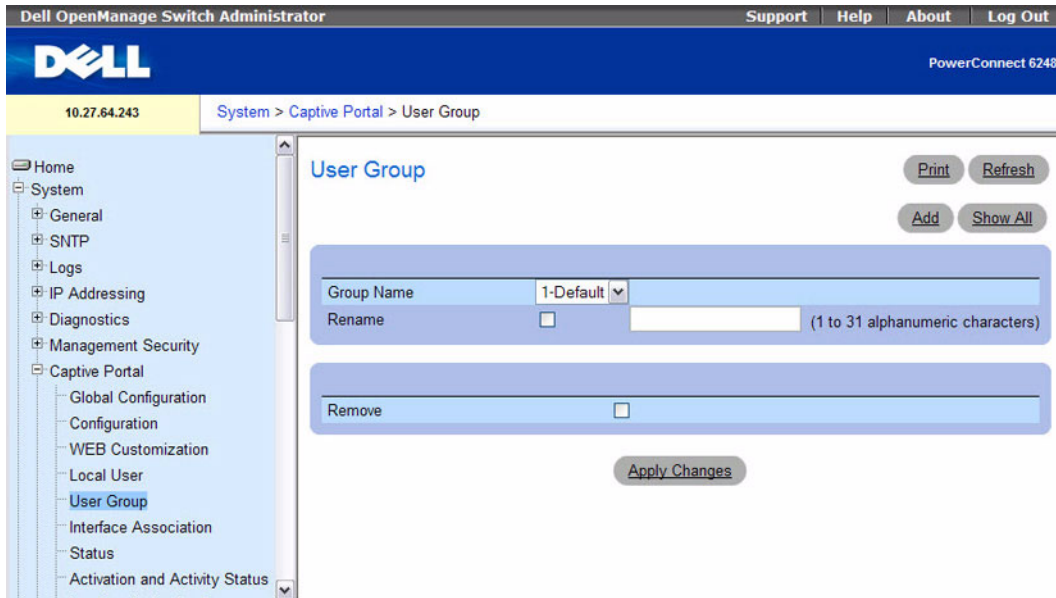 Dell OpenManage Switch Administrator
Support Help About Log Out
DELL
PowerConnect 6248
10.27.64.243
System > Captive Portal > User Group
Home
System
General
SNTP
Logs
IP Addressing
Diagnostics
Management Security
Captive Portal
Global Configuration
Configuration
WEB Customization
Local User
User Group
Interface Association
Status
Activation and Activity Status
User Group
Print Refresh
Add Show All
Group Name 1-Default
Rename (1 to 31 alphanumeric characters)
Remove
Apply Changes